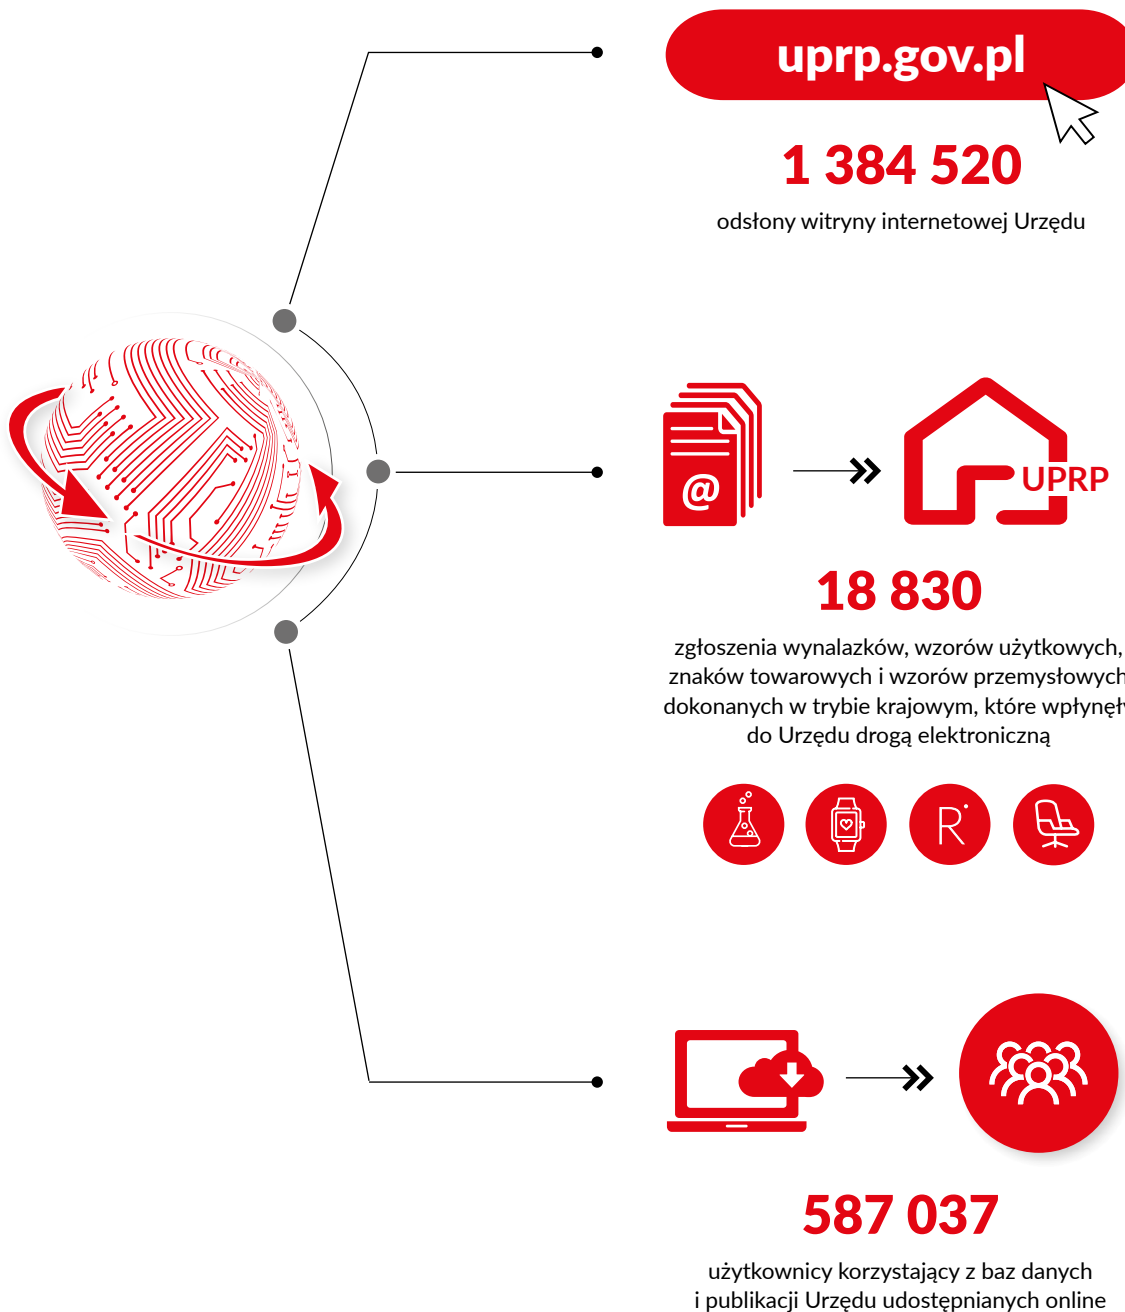 uprp.gov.pl
1 384 520
odsłony witryny internetowej Urzędu
@
UPRP
18 830
zgłoszenia wynalazków, wzorów użytkowych,
znaków towarowych i wzorów przemysłowych
dokonanych w trybie krajowym, które wpłynęły
do Urzędu drogą elektroniczną
R
587 037
użytkownicy korzystający z baz danych
i publikacji Urzędu udostępnianych online